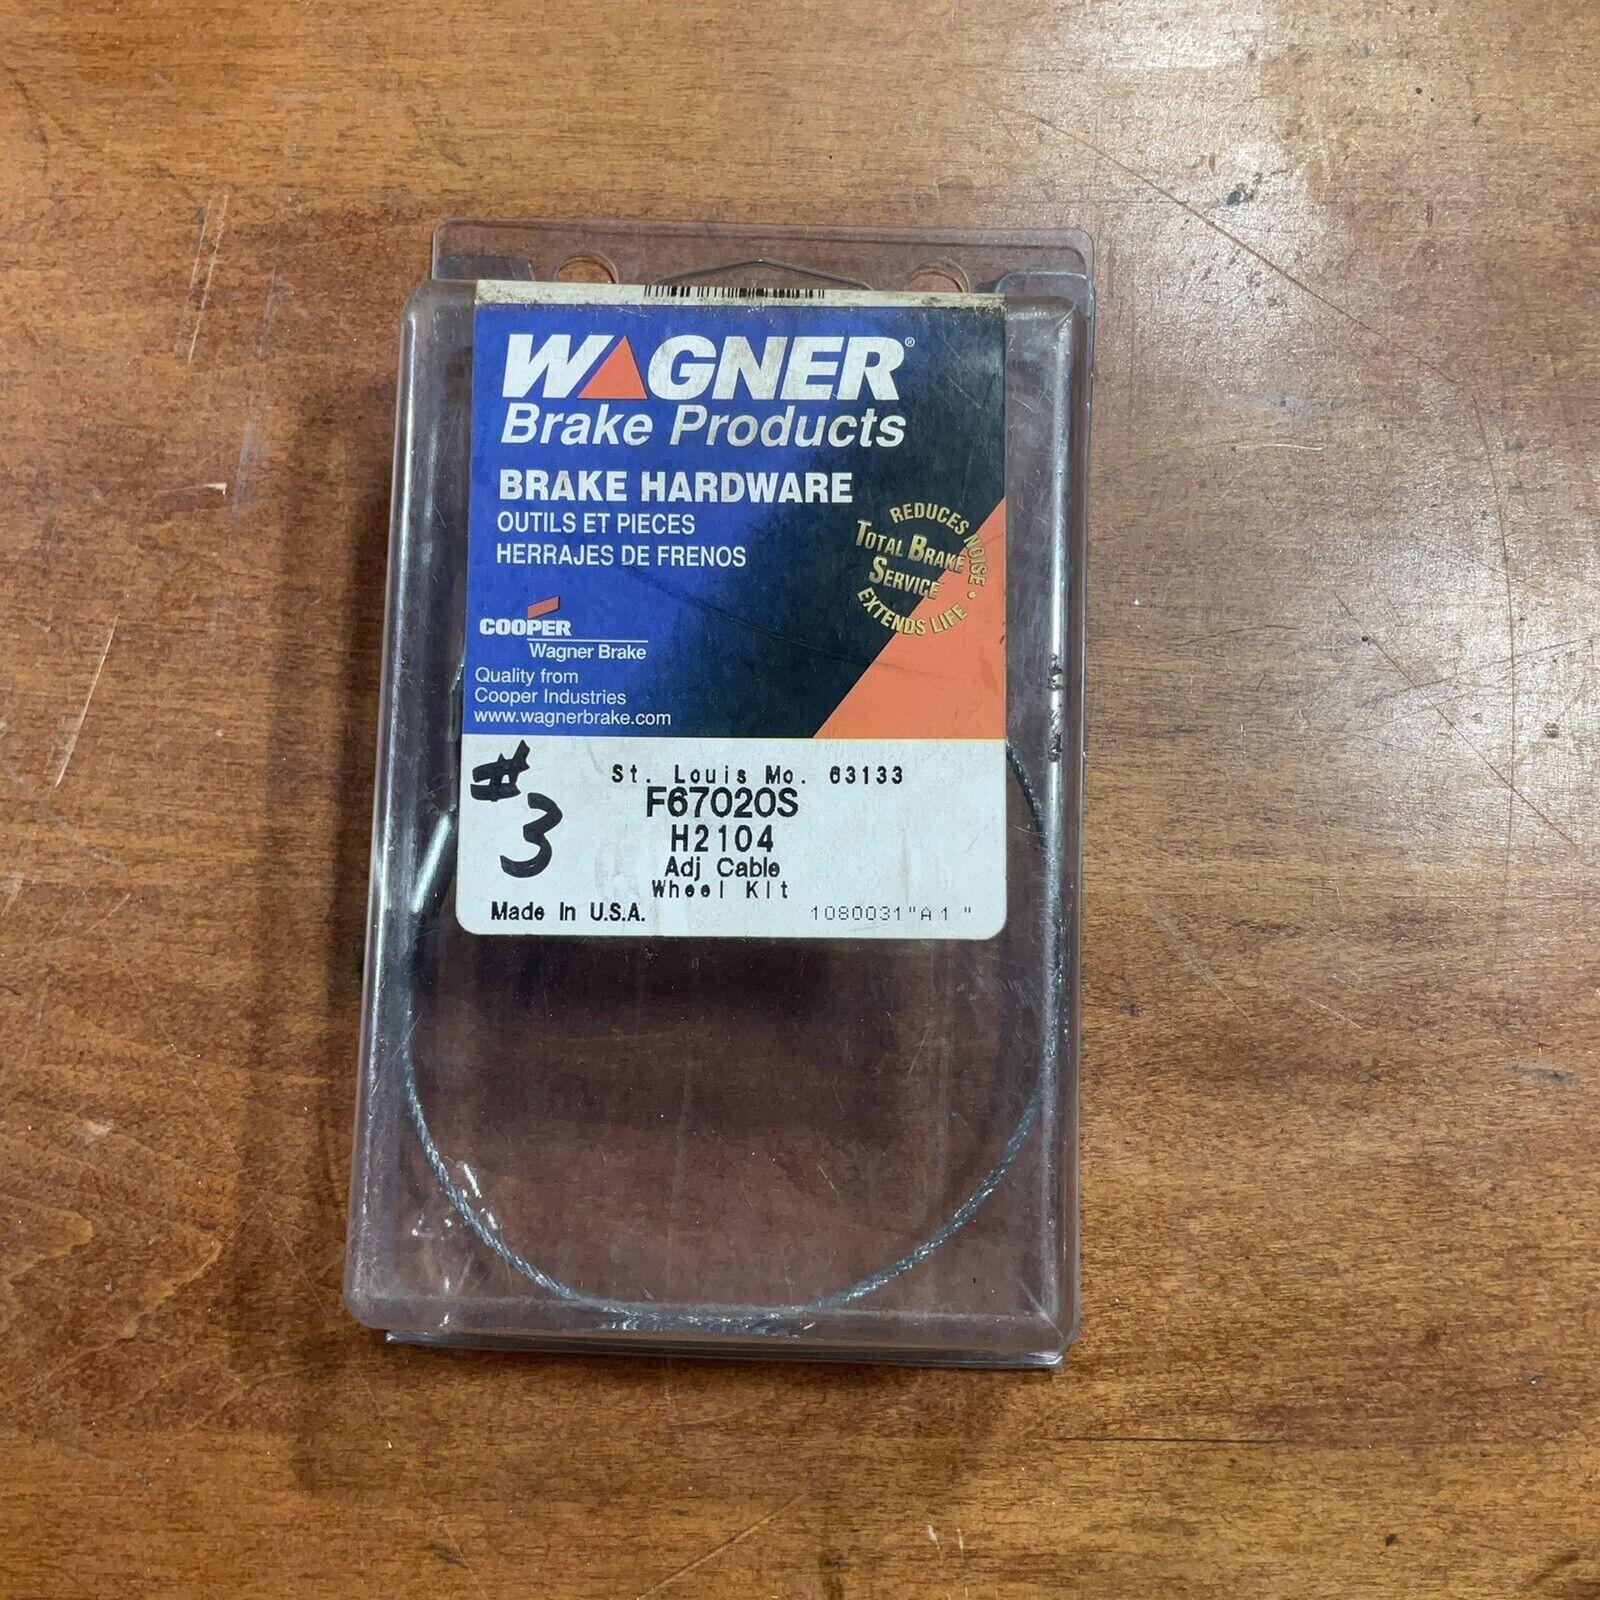 WAGNER®
Brake Products
BRAKE HARDWARE
OUTILS ET PIECES
HERRAJES DE FRENOS
REDUCES NOISE •
TOTAL BRAKE
SERVICE
EXTENDS LIFE
COOPER
Wagner Brake
Quality from
Cooper Industries
www.wagnerbrake.com
#3
St. Louis Mo. 63133
F67020S
H2104
Adj Cable
Wheel Kit
Made In U.S.A.
1080031"A1 "